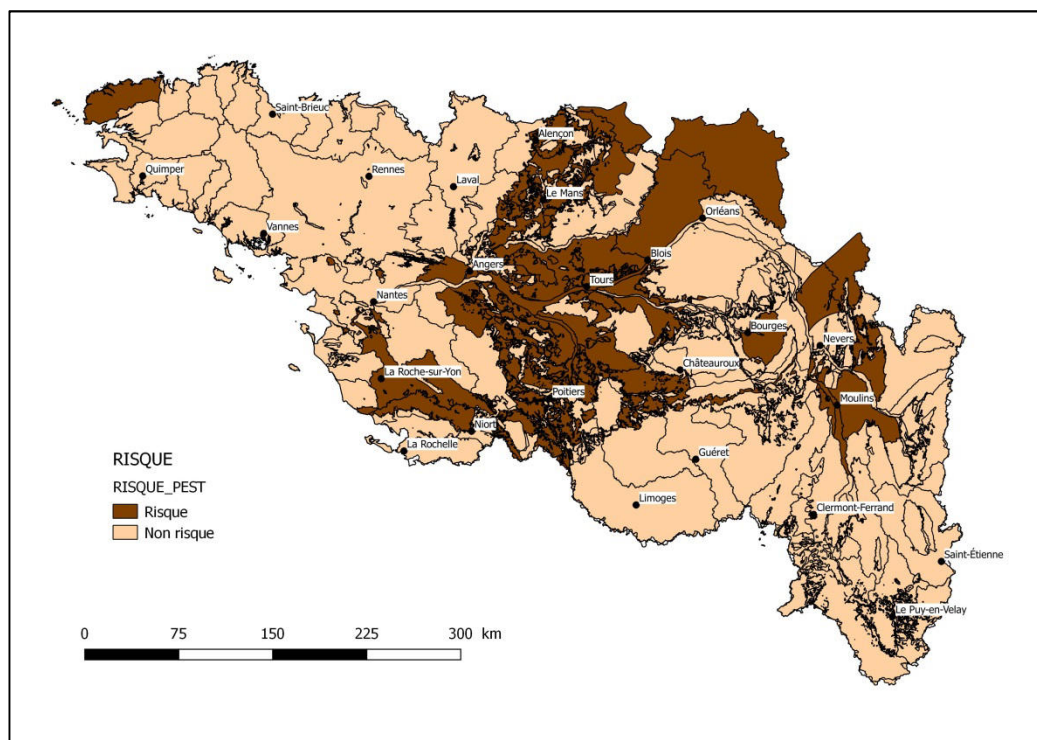 Saint-Brieuc
Alençon
Quimper
Rennes
Laval
Le Mans
Orléans
Vannes
Blois
Angers
Tours
Nantes
Bourges
Nevers
Châteauroux
La Roche-sur-Yon
Poitiers
Moulins
Niort
La Rochelle
Guéret
RISQUE
RISQUE_PEST
Risque
Non risque
Limoges
Clermont-Ferrand
Saint-Étienne
Le Puy-en-Velay
0 75 150 225 300 km